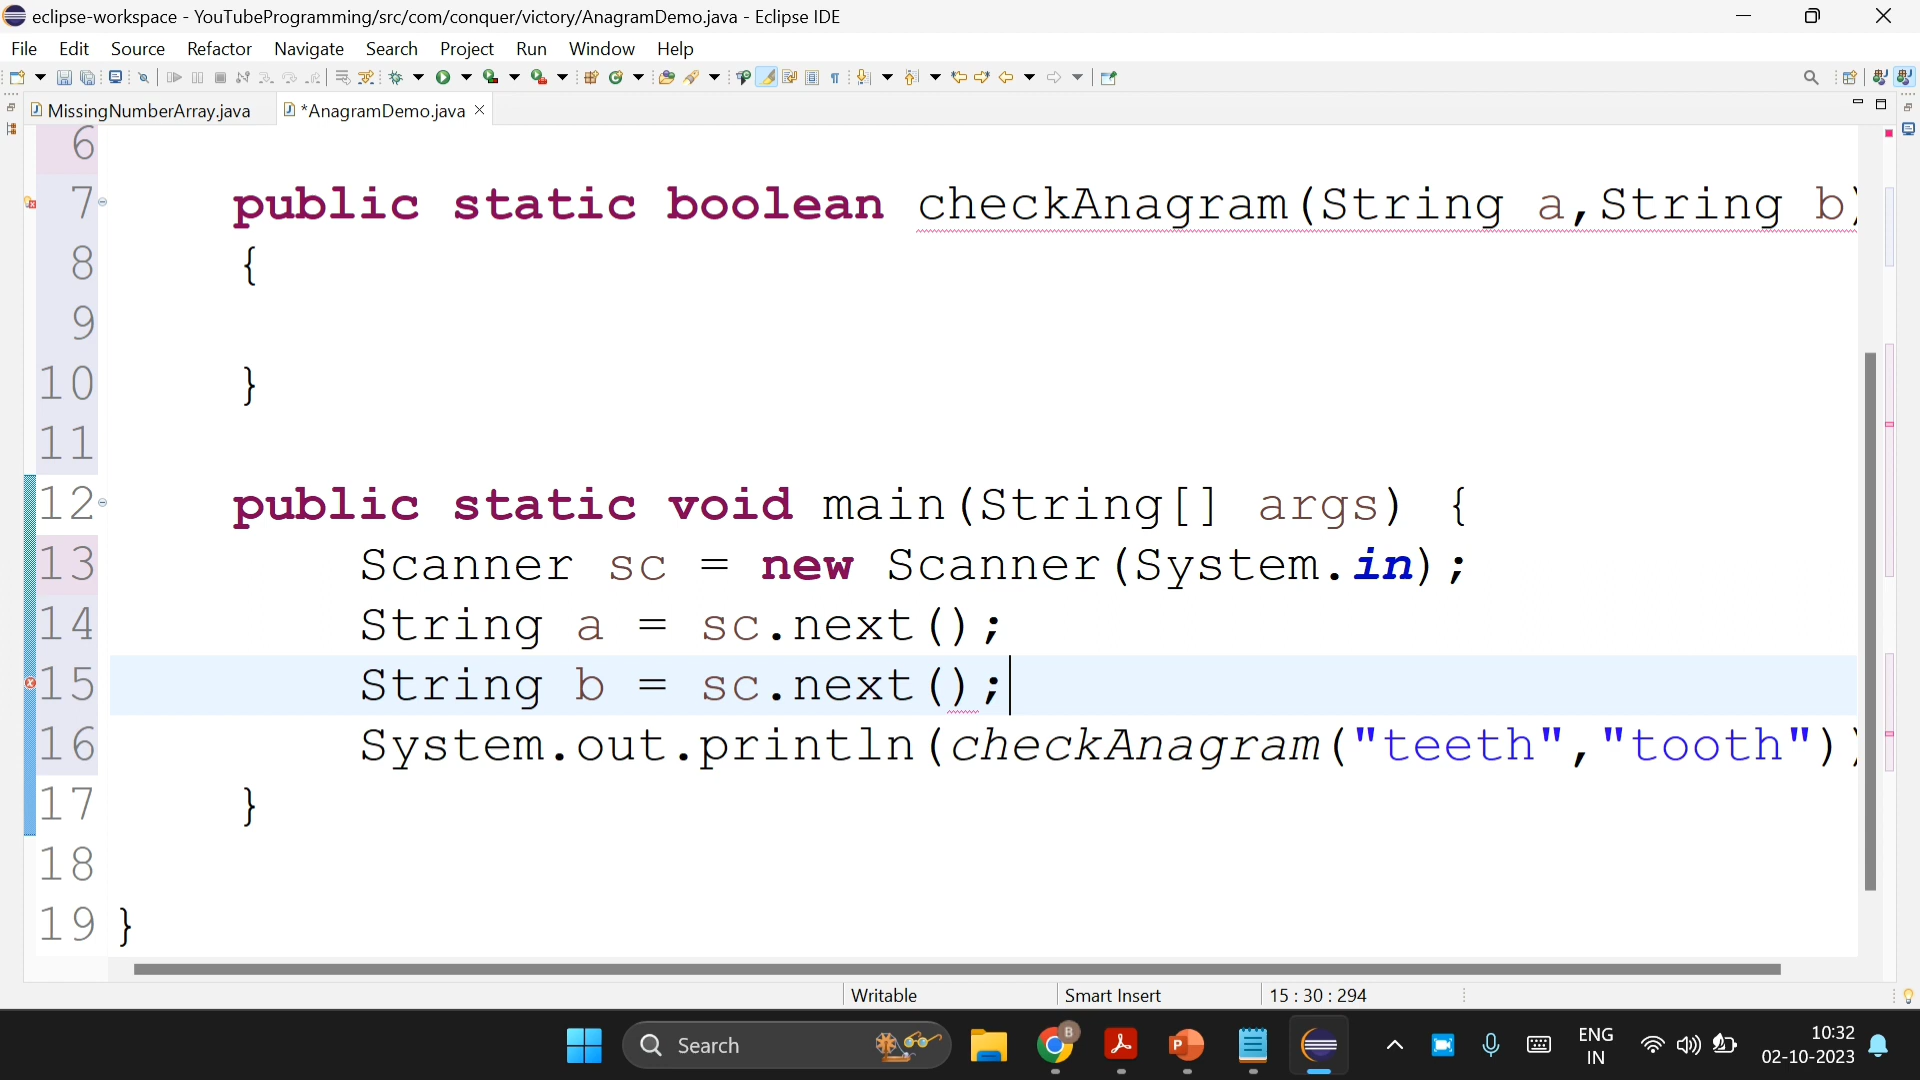 eclipse-workspace - YouTubeProgramming/src/com/conquer/victory/AnagramDemo.java - Eclipse IDE
File Edit Source Refactor Navigate Search Project Run Window Help
MissingNumberArray.java *AnagramDemo.java
6
7 public static boolean checkAnagram(String a,String b)
8 {
9
10 }
11
12 public static void main(String[] args) {
13 Scanner sc = new Scanner(System.in);
14 String a = sc.next();
15 String b = sc.next();
16 System.out.println(checkAnagram("teeth","tooth"))
17 }
18
19 }
Writable Smart Insert 15 : 30 : 294
Search B P ENG IN 10:32 02-10-2023